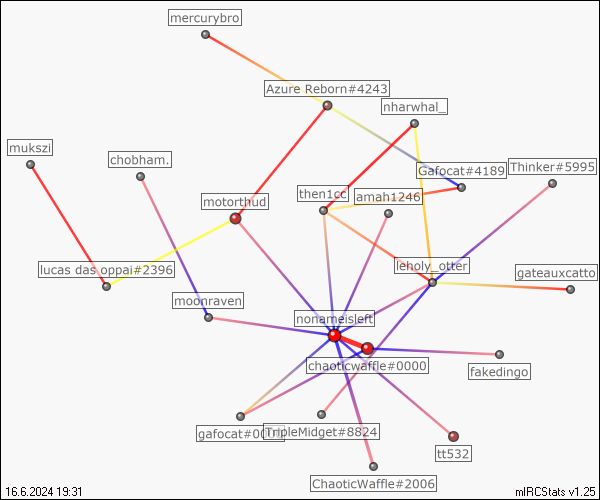 mercurybro
Azure Reborn#4243
nharwhal_
mukszi
chobham.
Gafocat#4189
Thinker#5995
motorthud
then1cc
amah1246
lucas das oppai#2396
leholy_otter
gateauxcatto
moonraven
nonameisleft
chaoticwaffle#0000
fakedingo
gafocat#0
TripleMidget#8824
tt532
ChaoticWaffle#2006
16.6.2024 19:31
mIRCStats v1.25